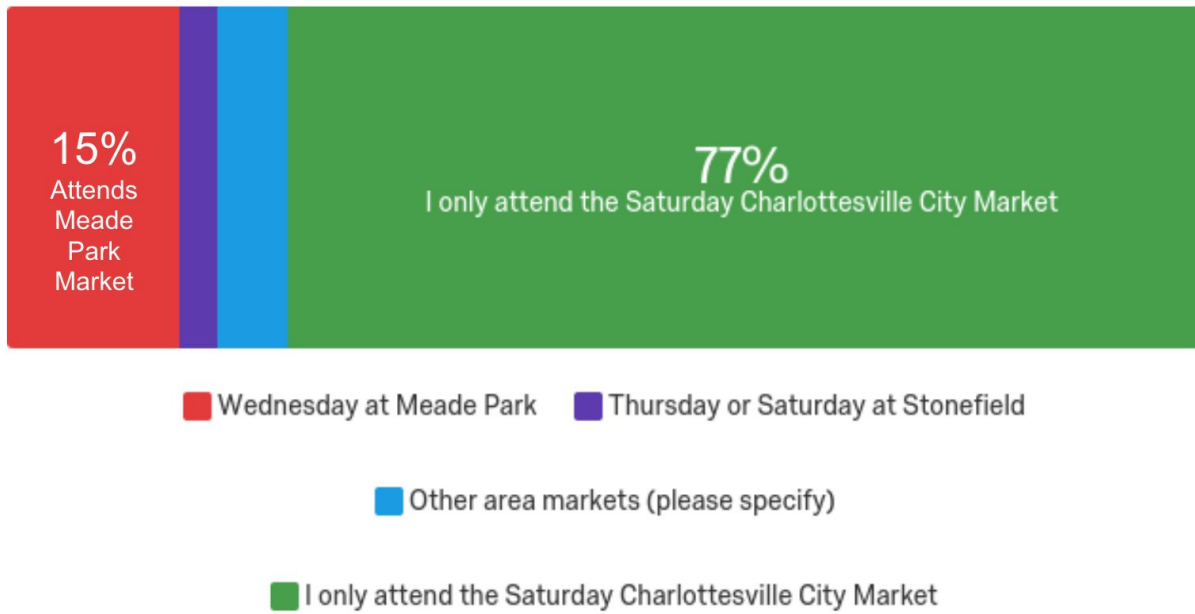 15%
Attends
Meade
Park
Market
77%
I only attend the Saturday Charlottesville City Market
Wednesday at Meade Park
Thursday or Saturday at Stonefield
Other area markets (please specify)
I only attend the Saturday Charlottesville City Market